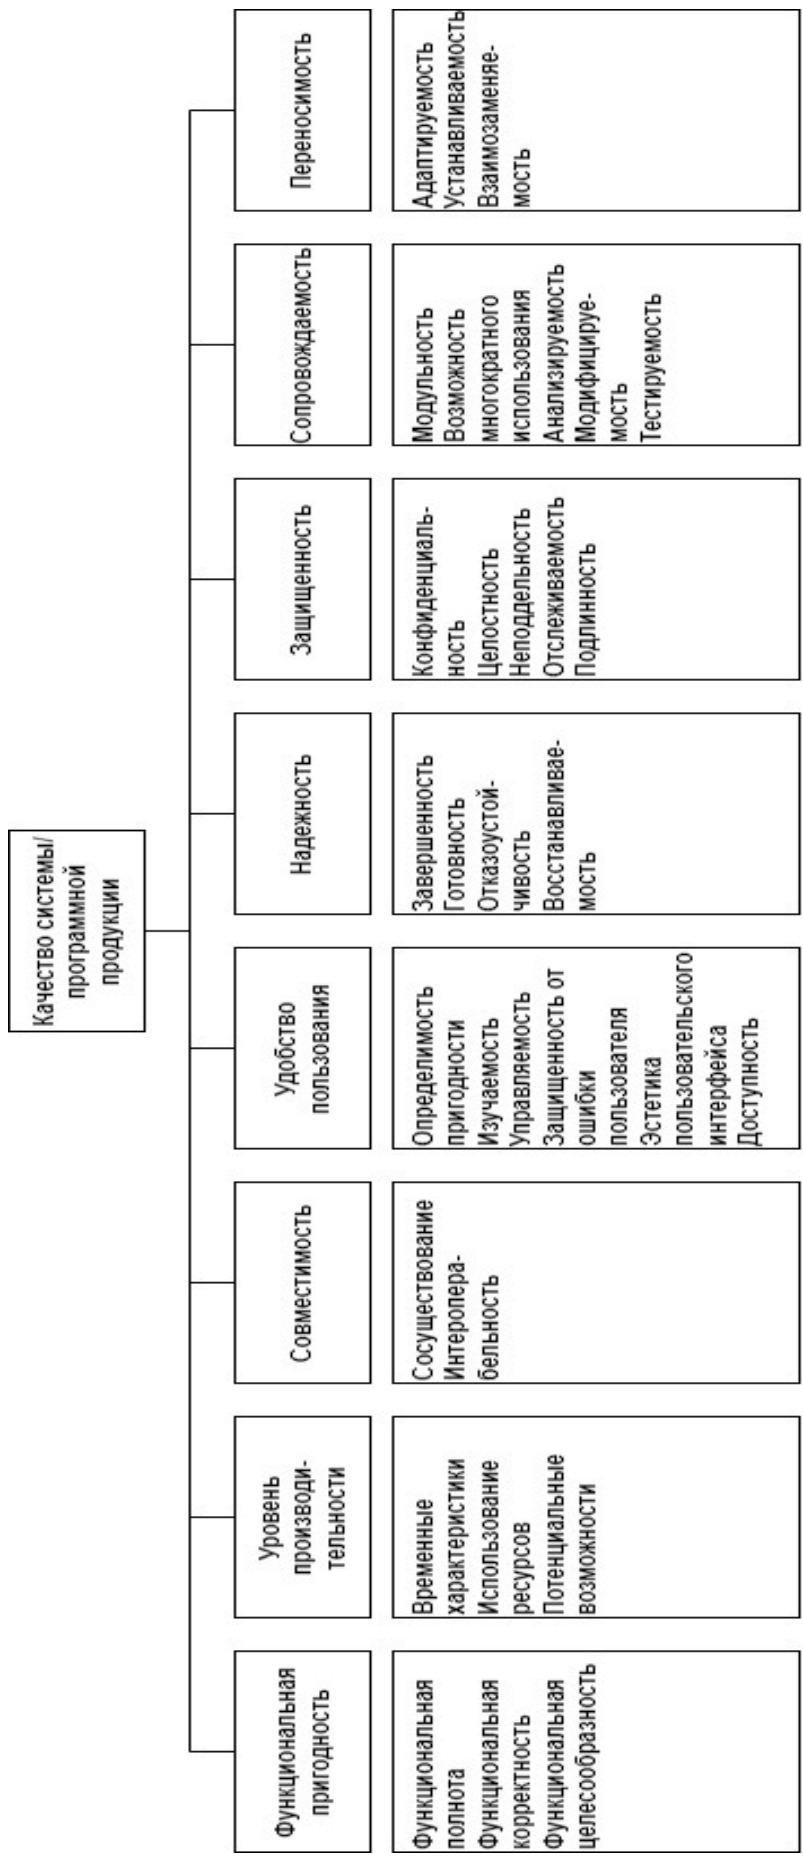 Качество системы/
программной
продукции
Функциональная
пригодность
Уровень
производи-
тельности
Совместимость
Удобство
пользования
Надежность
Защищенность
Сопровождаемость
Переносимость
Функциональная
полнота
Функциональная
корректность
Функциональная
целесообразность
Временные
характеристики
Использование
ресурсов
Потенциальные
возможности
Сосуществование
Интеропера-
бельность
Определимость
пригодности
Изучаемость
Управляемость
Защищенность от
ошибки
пользователя
Эстетика
пользовательского
интерфейса
Доступность
Завершенность
Готовность
Отказоустой-
чивость
Восстанавливае-
мость
Конфиденциаль-
ность
Целостность
Неподдельность
Отслеживаемость
Подлинность
Модульность
Возможность
многократного
использования
Анализируемость
Модифицируе-
мость
Тестируемость
Адаптируемость
Устанавливаемость
Взаимозаменяе-
мость